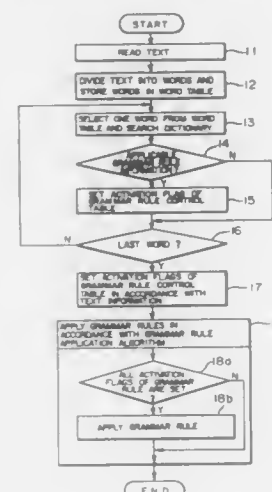 START
READ TEXT
11
DIVIDE TEXT INTO WORDS AND
STORE WORDS IN WORD TABLE
12
SELECT ONE WORD FROM WORD
TABLE AND SEARCH DICTIONARY
13
14
APPLICABLE
GRAMMAR RULE
INFORMATION?
N
Y
SET ACTIVATION FLAG OF
GRAMMAR RULE CONTROL
TABLE
15
16
N
LAST WORD ?
Y
SET ACTIVATION FLAGS OF
GRAMMAR RULE CONTROL
TABLE IN ACCORDANCE WITH
TEXT INFORMATION
17
APPLY GRAMMAR RULES IN
ACCORDANCE WITH GRAMMAR RULE
APPLICATION ALGORITHM
18a
ALL ACTIVATION
FLAGS OF GRAMMAR
RULE ARE SET
N
Y
18b
APPLY GRAMMAR RULE
END